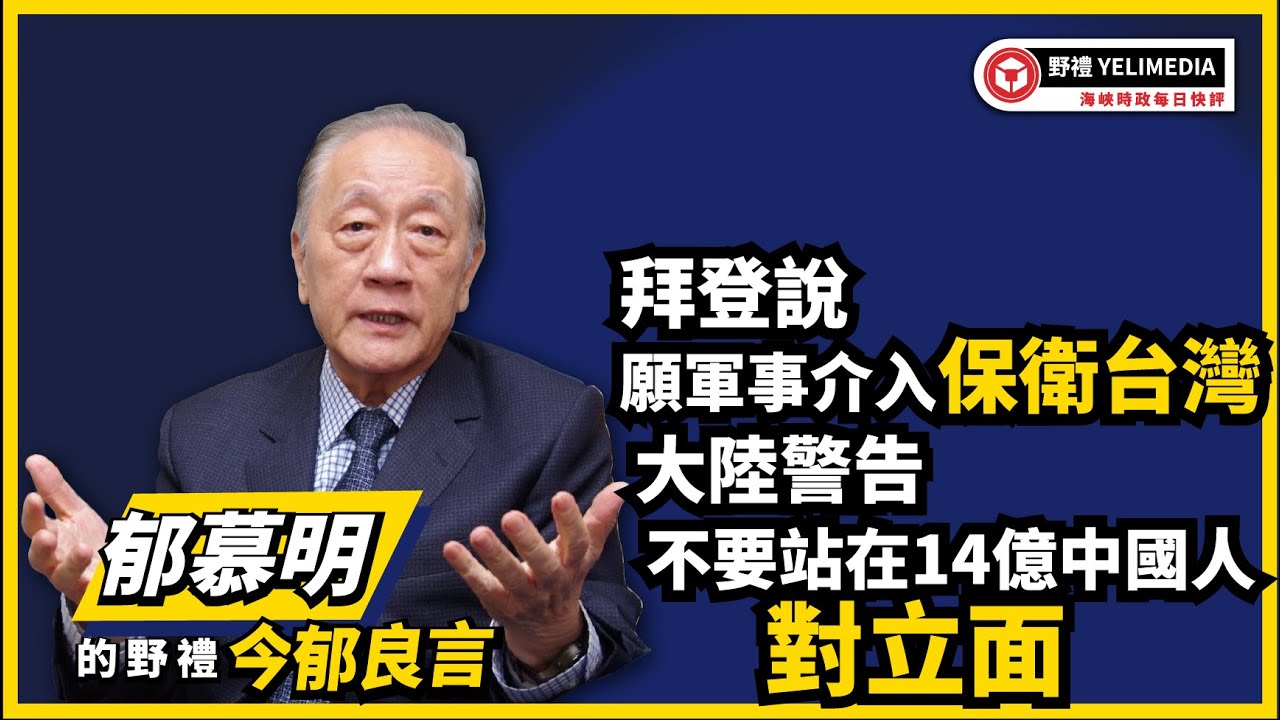 野禮 YELIMEDIA
海峽時政每日快評
拜登說
願軍事介入保衛台灣
大陸警告
不要站在14億中國人
對立面
郁慕明
的野禮 今郁良言